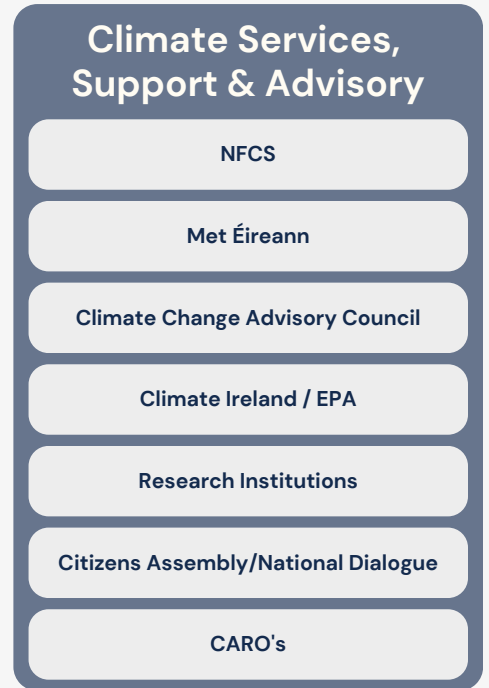 Climate Services,
Support & Advisory
NFCS
Met Éireann
Climate Change Advisory Council
Climate Ireland / EPA
Research Institutions
Citizens Assembly/National Dialogue
CARO's